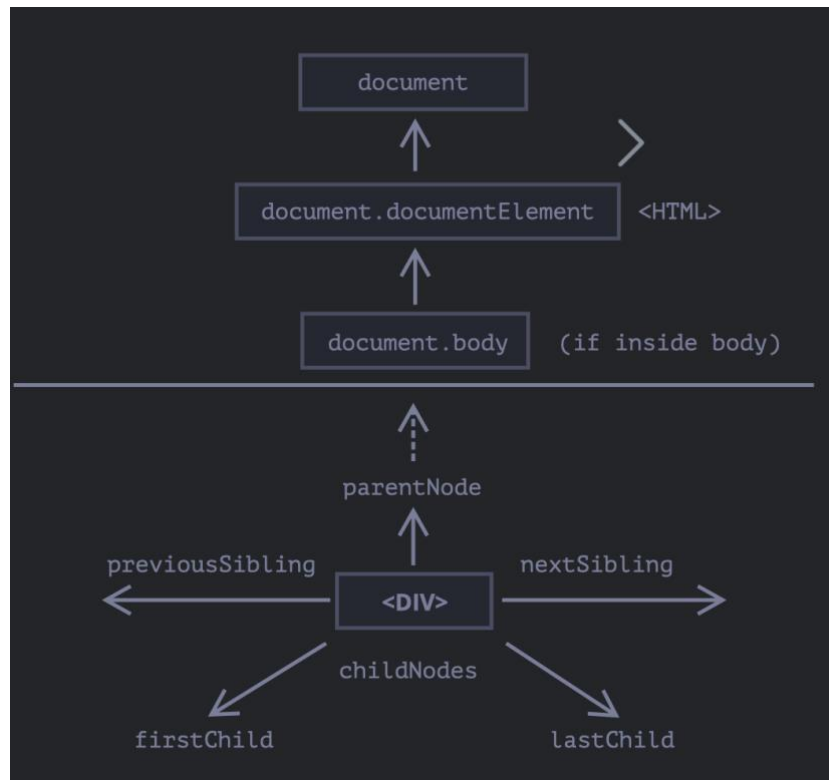 document
document.documentElement <HTML>
document.body (if inside body)
parentNode
previousSibling nextSibling
<DIV>
childNodes
firstChild lastChild